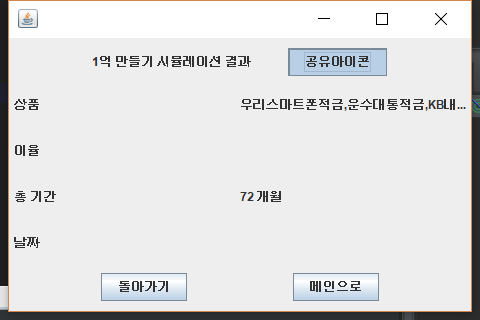 1억 만들기 시뮬레이션 결과 공유아이콘
상품 우리스마트폰적금,운수대통적금,KB내...
이율
총 기간 72 개월
날짜
돌아가기 메인으로